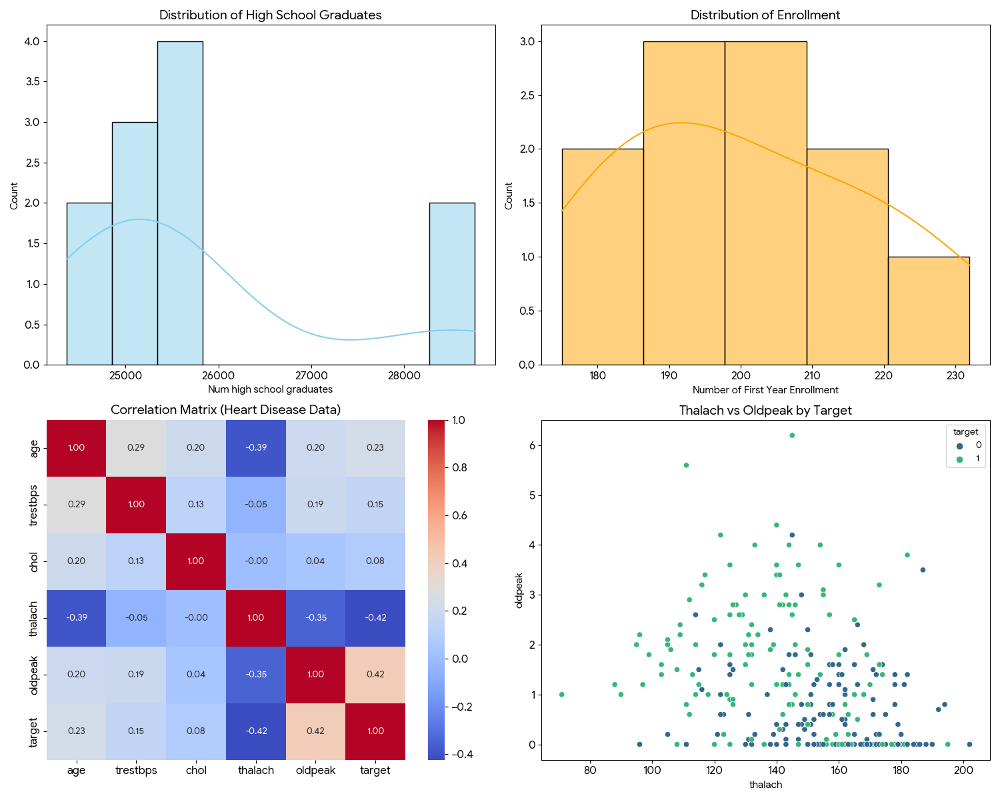 Distribution of High School Graduates
4.0
3.5
3.0
2.5
2.0
1.5
1.0
0.5
0.0
Count
25000 26000 27000 28000
Num high school graduates
Distribution of Enrollment
3.0
2.5
2.0
1.5
1.0
0.5
0.0
Count
180 190 200 210 220 230
Number of First Year Enrollment
Correlation Matrix (Heart Disease Data)
age 1.00 0.29 0.20 -0.39 0.20 0.23
trestbps 0.29 1.00 0.13 -0.05 0.19 0.15
chol 0.20 0.13 1.00 -0.00 0.04 0.08
thalach -0.39 -0.05 -0.00 1.00 -0.35 -0.42
oldpeak 0.20 0.19 0.04 -0.35 1.00 0.42
target 0.23 0.15 0.08 -0.42 0.42 1.00
age trestbps chol thalach oldpeak target
1.0
0.8
0.6
0.4
0.2
0.0
−0.2
−0.4
Thalach vs Oldpeak by Target
target
0
1
6
5
4
3
2
1
0
oldpeak
80 100 120 140 160 180 200
thalach